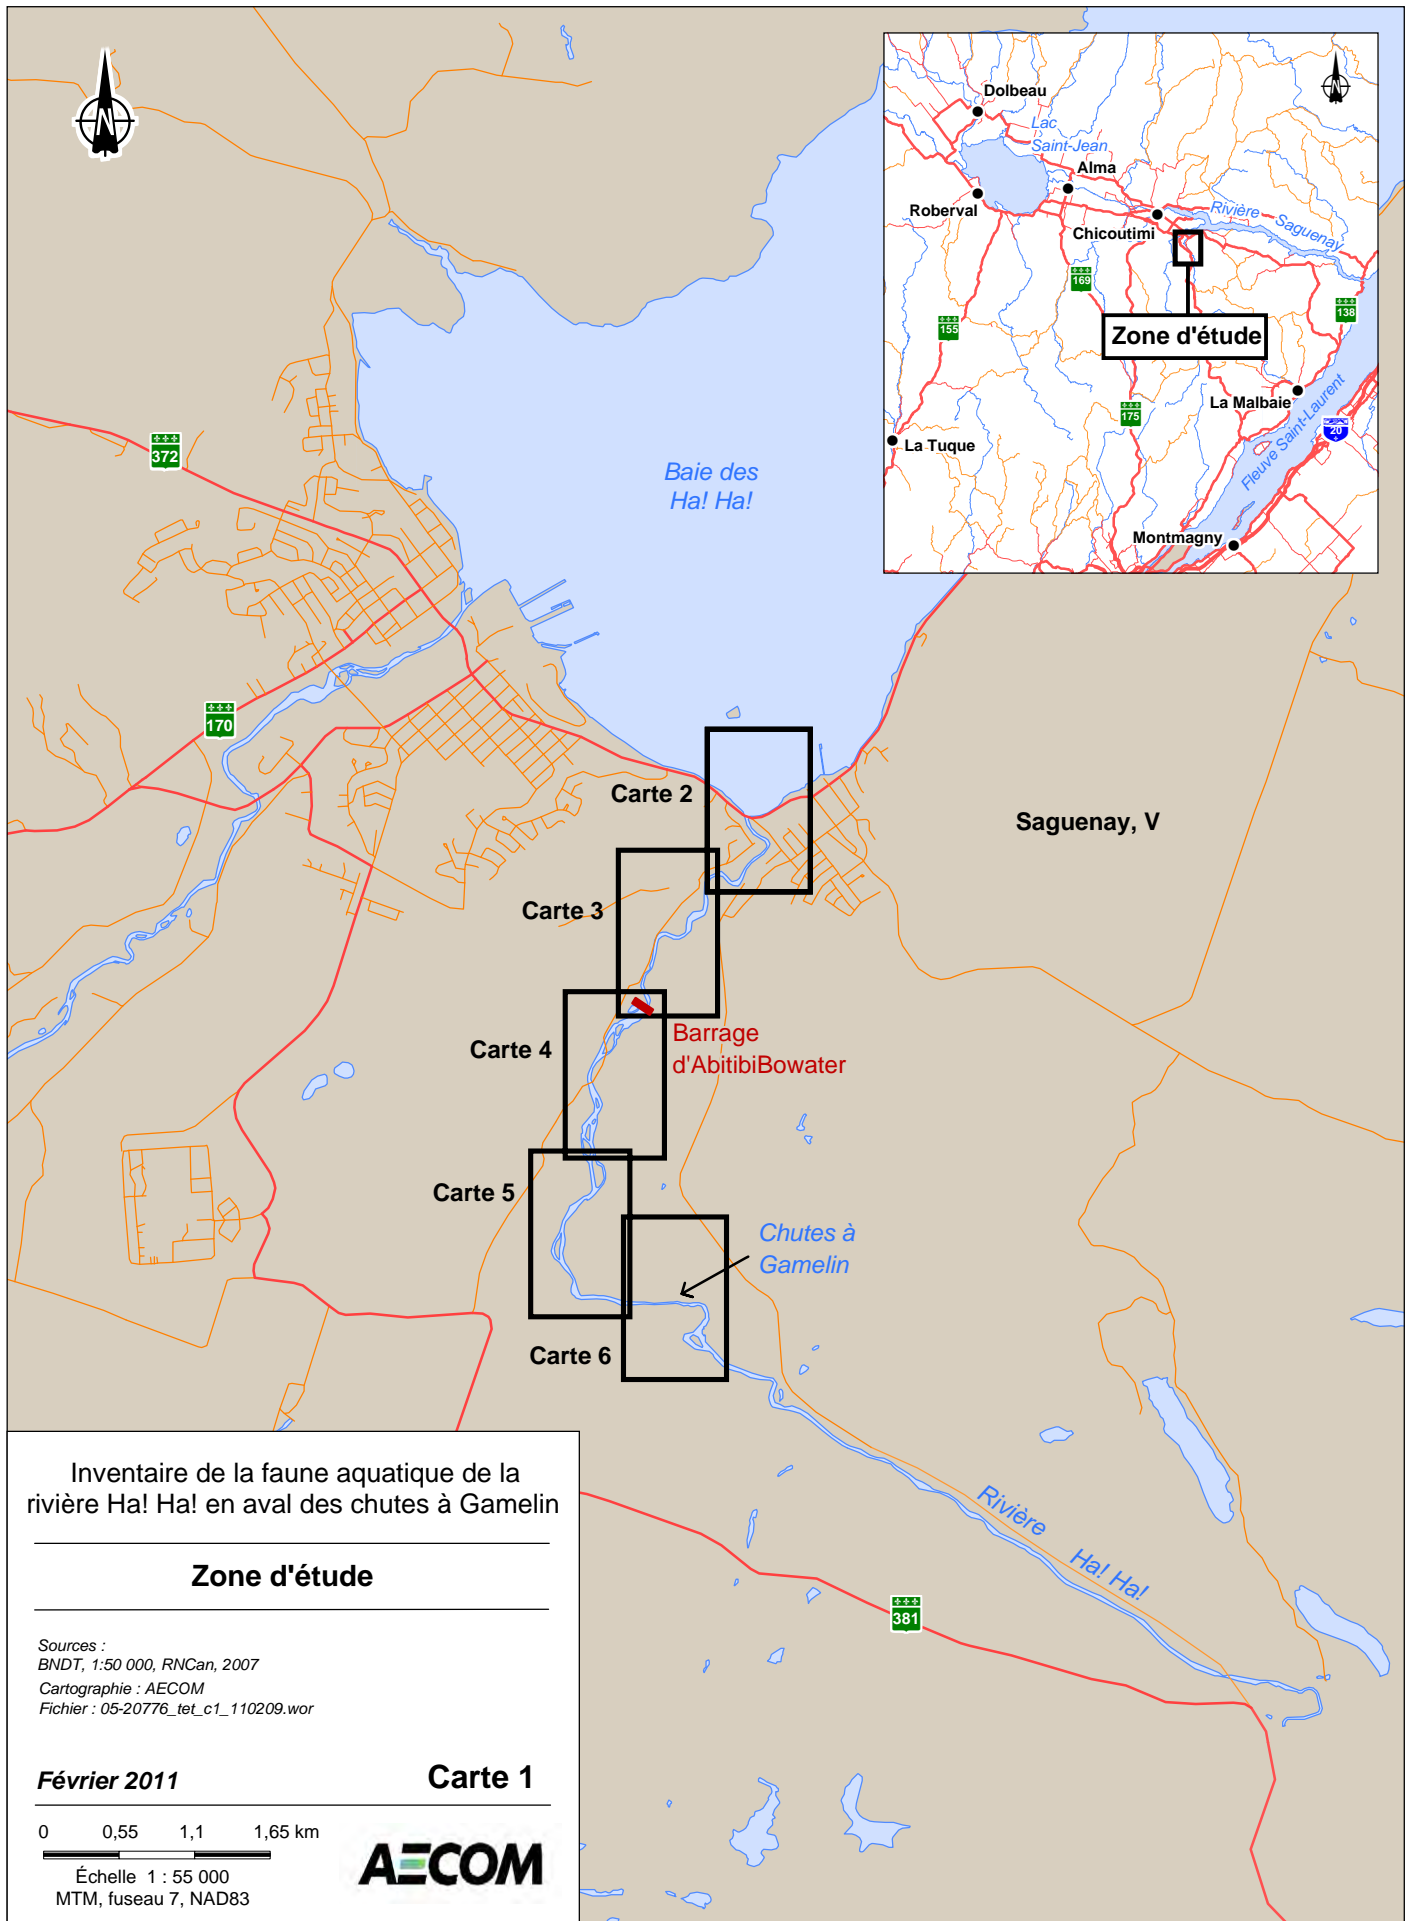 N
Dolbeau
Lac
Saint-Jean
Alma
Roberval
Rivière Saguenay
Chicoutimi
169
155
138
Zone d'étude
La Malbaie
175
20
La Tuque
Fleuve Saint-Laurent
Montmagny
372
Baie des
Ha! Ha!
170
Carte 2
Saguenay, V
Carte 3
Barrage
d'AbitibiBowater
Carte 4
Carte 5
Chutes à
Gamelin
Carte 6
Rivière
Ha! Ha!
381
Inventaire de la faune aquatique de la
rivière Ha! Ha! en aval des chutes à Gamelin
Zone d'étude
Sources :
BNDT, 1:50 000, RNCan, 2007
Cartographie : AECOM
Fichier : 05-20776_tet_c1_110209.wor
Février 2011
Carte 1
0 0,55 1,1 1,65 km
Échelle 1 : 55 000
MTM, fuseau 7, NAD83
AECOM